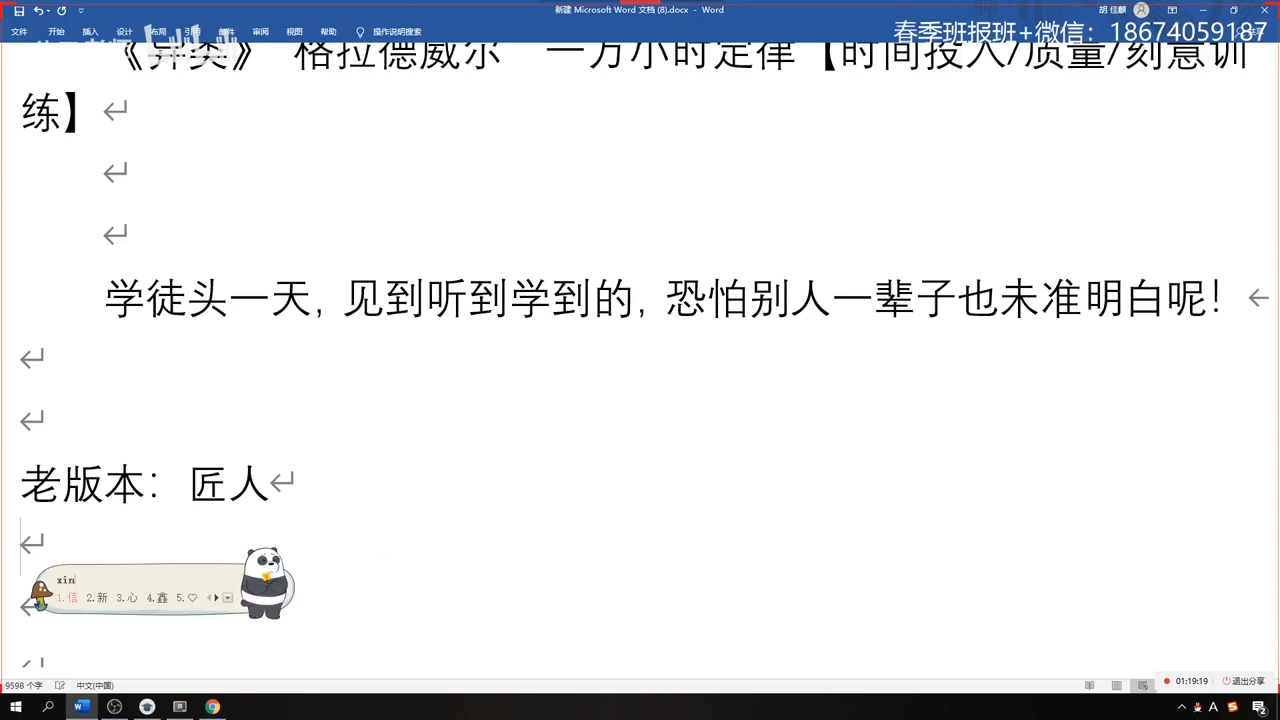 新建 Microsoft Word 文档 (8).docx - Word
胡 佳麒
文件 开始 插入 设计 布局 引用 邮件 审阅 视图 帮助 操作说明搜索
春季班报班+微信：18674059187
《异类》 格拉德威尔 一万小时定律【时间投入/质量/刻意训
练】
学徒头一天，见到听到学到的，恐怕别人一辈子也未准明白呢！
老版本：匠人
xin
1.信 2.新 3.心 4.鑫 5.♡
9598 个字 中文(中国)
01:19:19 退出分享